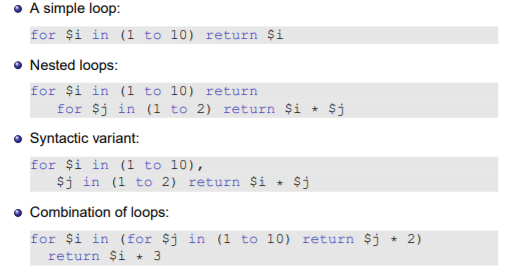 A simple loop:
for $i in (1 to 10) return $i
Nested loops:
for $i in (1 to 10) return
for $j in (1 to 2) return $i * $j
Syntactic variant:
for $i in (1 to 10),
$j in (1 to 2) return $i * $j
Combination of loops:
for $i in (for $j in (1 to 10) return $j * 2)
return $i * 3